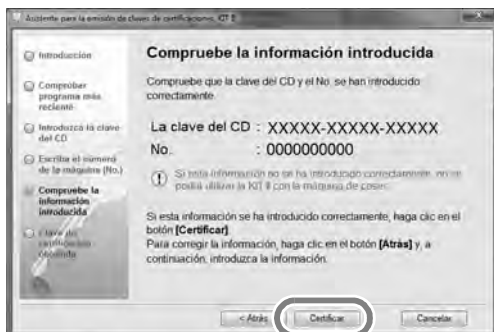 Asistente para la emisión de claves de certificaciones, KIT II
Introducción
Comprobar
programa más
reciente
Introduzca la clave
del CD
Escriba el número
de la máquina (No.)
Compruebe la
información
introducida
Clave de
certificación
obtenida
Compruebe la información introducida
Compruebe que la clave del CD y el No. se han introducido
correctamente.
La clave del CD : XXXXX-XXXXX-XXXXX
No. : 0000000000
Si esta información no se ha introducido correctamente, no se
podrá utilizar la KIT II con la máquina de coser.
Si esta información se ha introducido correctamente, haga clic en el
botón [Certificar].
Para corregir la información, haga clic en el botón [Atrás] y, a
continuación, introduzca la información.
< Atrás
Certificar
Cancelar